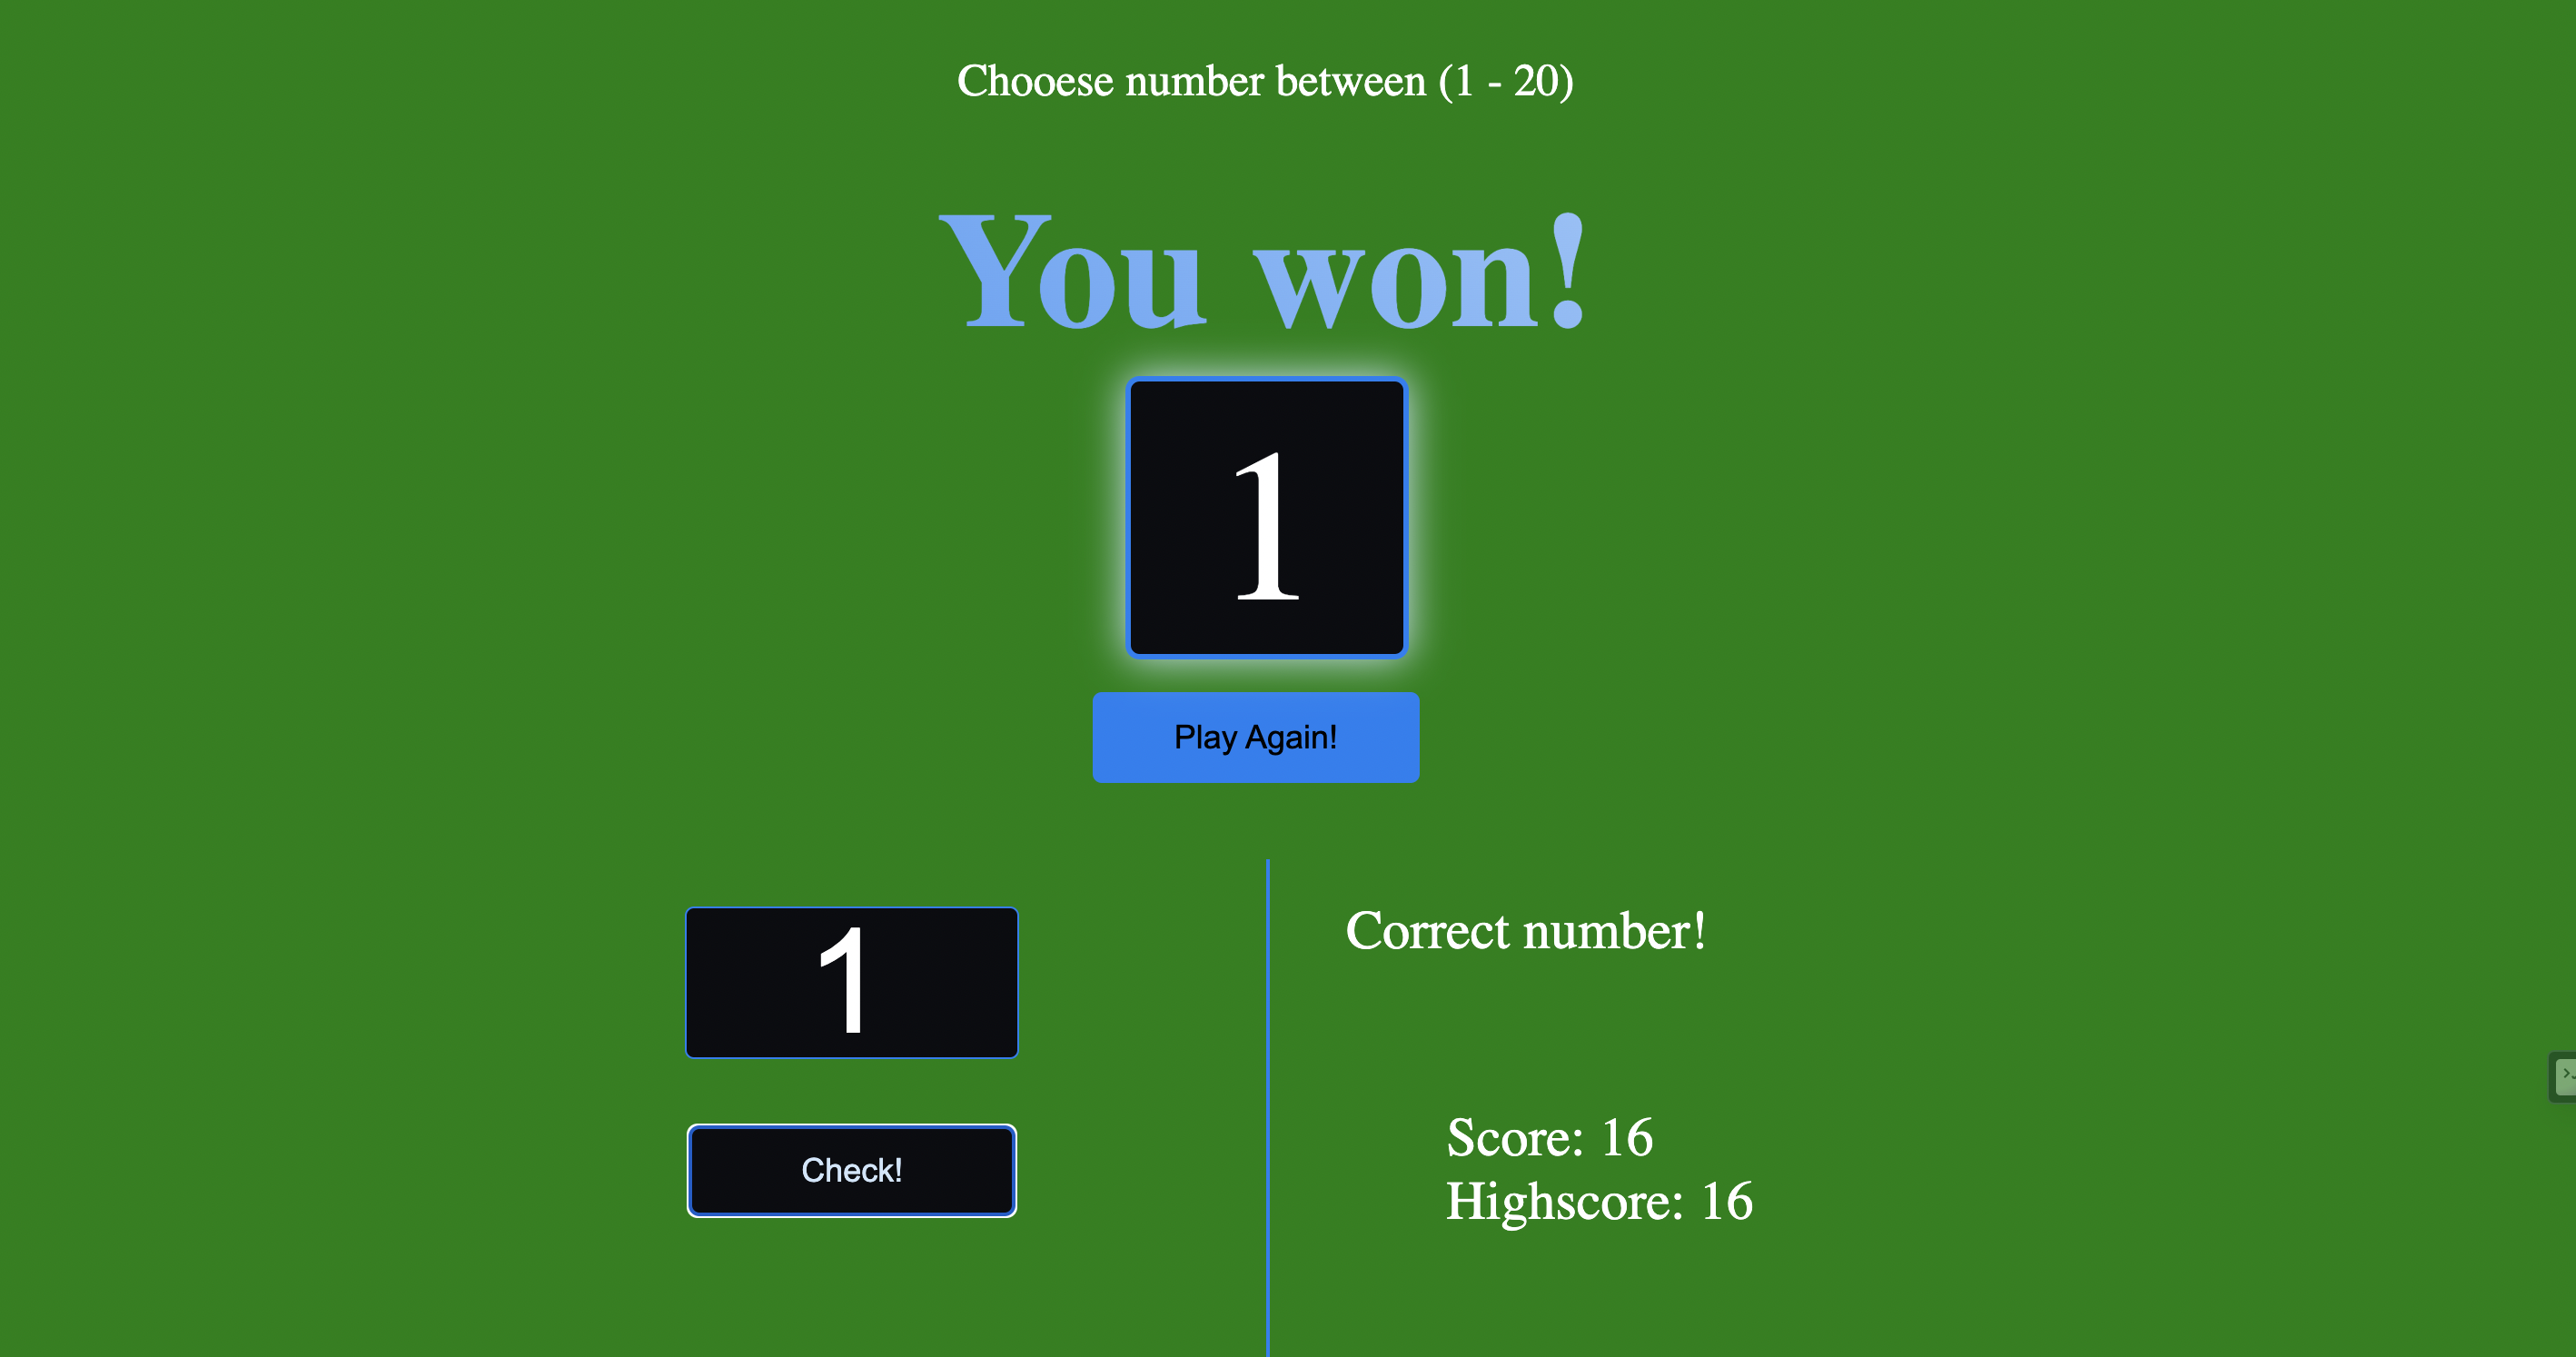 Chooese number between (1 - 20)
You won!
1
Play Again!
1
Check!
Correct number!
Score: 16
Highscore: 16